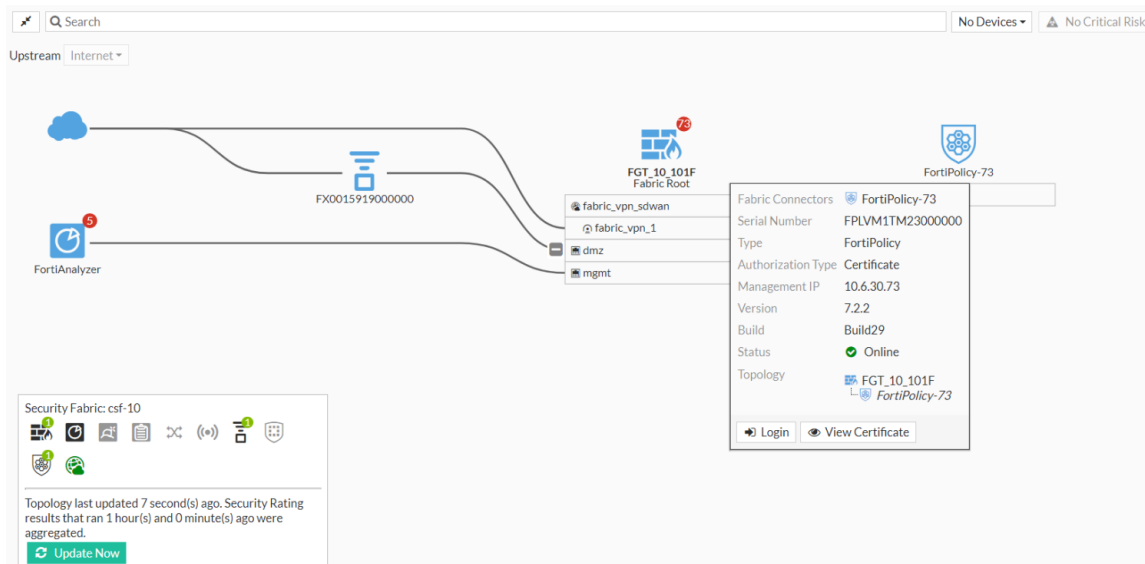 Search
No Devices
No Critical Risk
Upstream Internet
73
FGT_10_101F
Fabric Root
FortiPolicy-73
FX0015919000000
5
FortiAnalyzer
fabric_vpn_sdwan
fabric_vpn_1
dmz
mgmt
Fabric Connectors FortiPolicy-73
Serial Number FPLVM1TM23000000
Type FortiPolicy
Authorization Type Certificate
Management IP 10.6.30.73
Version 7.2.2
Build Build29
Status Online
Topology FGT_10_101F
FortiPolicy-73
Login View Certificate
Security Fabric: csf-10
1 1
1
Topology last updated 7 second(s) ago. Security Rating
results that ran 1 hour(s) and 0 minute(s) ago were
aggregated.
Update Now